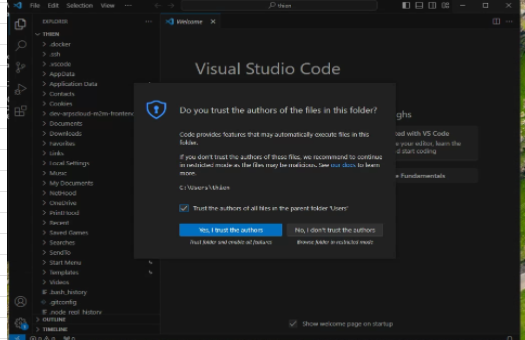 File Edit Selection View ···
thien
EXPLORER ···
Welcome ×
THIEN
.docker
.ssh
.vscode
AppData
Application Data
Contacts
Cookies
dev-argocloud-m2m-frontend
Documents
Downloads
Favorites
Links
Local Settings
Music
My Documents
NetHood
OneDrive
PrintHood
Recent
Saved Games
Searches
SendTo
Start Menu
Templates
Videos
.bash_history
.gitconfig
.node_repl_history
OUTLINE
TIMELINE
Visual Studio Code
Do you trust the authors of the files in this folder?
Code provides features that may automatically execute files in this
folder.
If you don't trust the authors of these files, we recommend to continue
in restricted mode as the files may be malicious. See our docs to learn
more.
C:\Users\thien
Trust the authors of all files in the parent folder 'Users'
Yes, I trust the authors
No, I don't trust the authors
Trust folder and enable all features
Browse folder in restricted mode
ted with VS Code
e your editor, learn the
d start coding
e Fundamentals
Show welcome page on startup